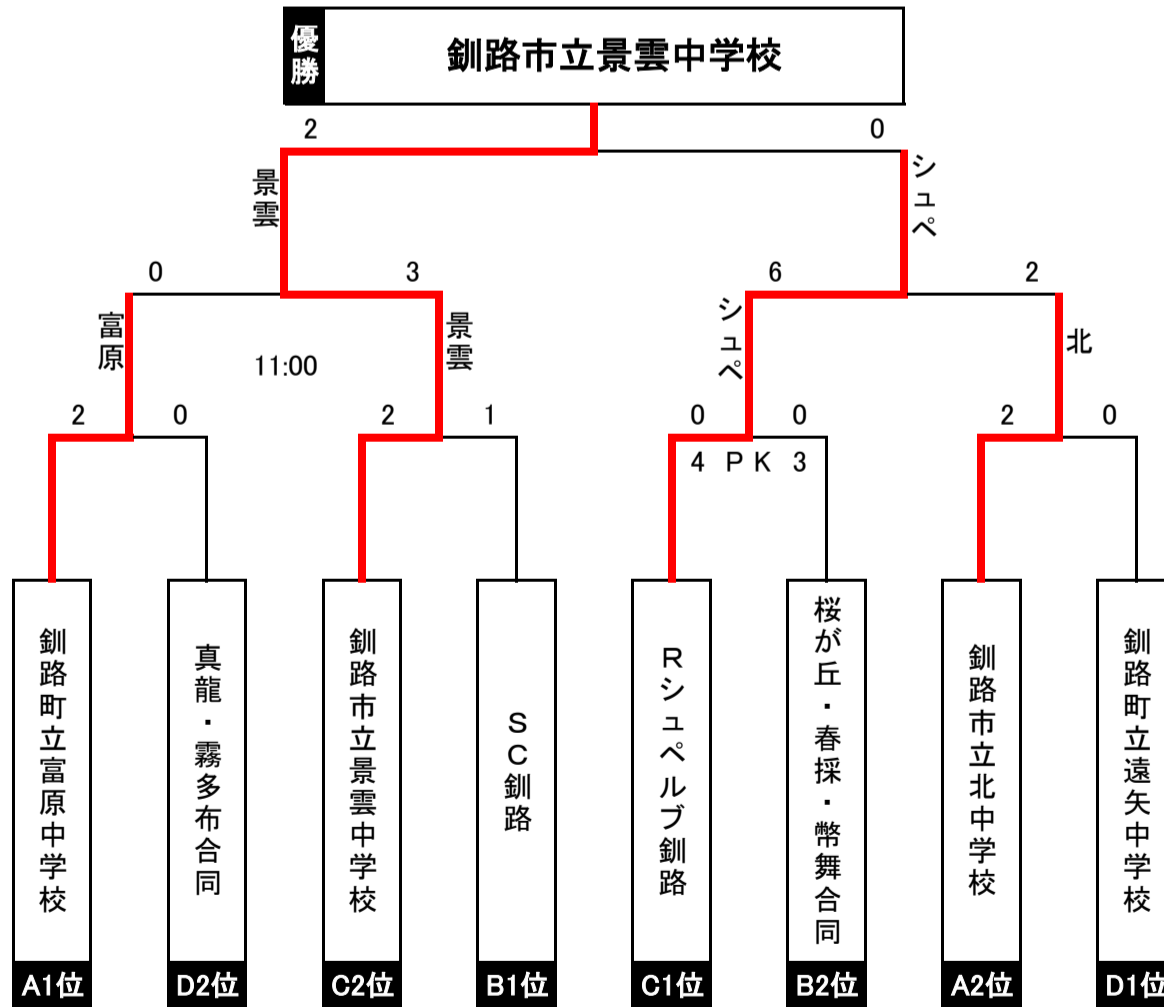 優勝
釧路市立景雲中学校
2
0
景雲
シュペ
0
3
6
2
富原
11:00
景雲
シュペ
北
2
0
2
1
0
0
2
0
4 PK 3
釧路町立富原中学校
真龍・霧多布合同
釧路市立景雲中学校
SC釧路
Rシュペルブ釧路
桜が丘・春採・幣舞合同
釧路市立北中学校
釧路町立遠矢中学校
A1位
D2位
C2位
B1位
C1位
B2位
A2位
D1位